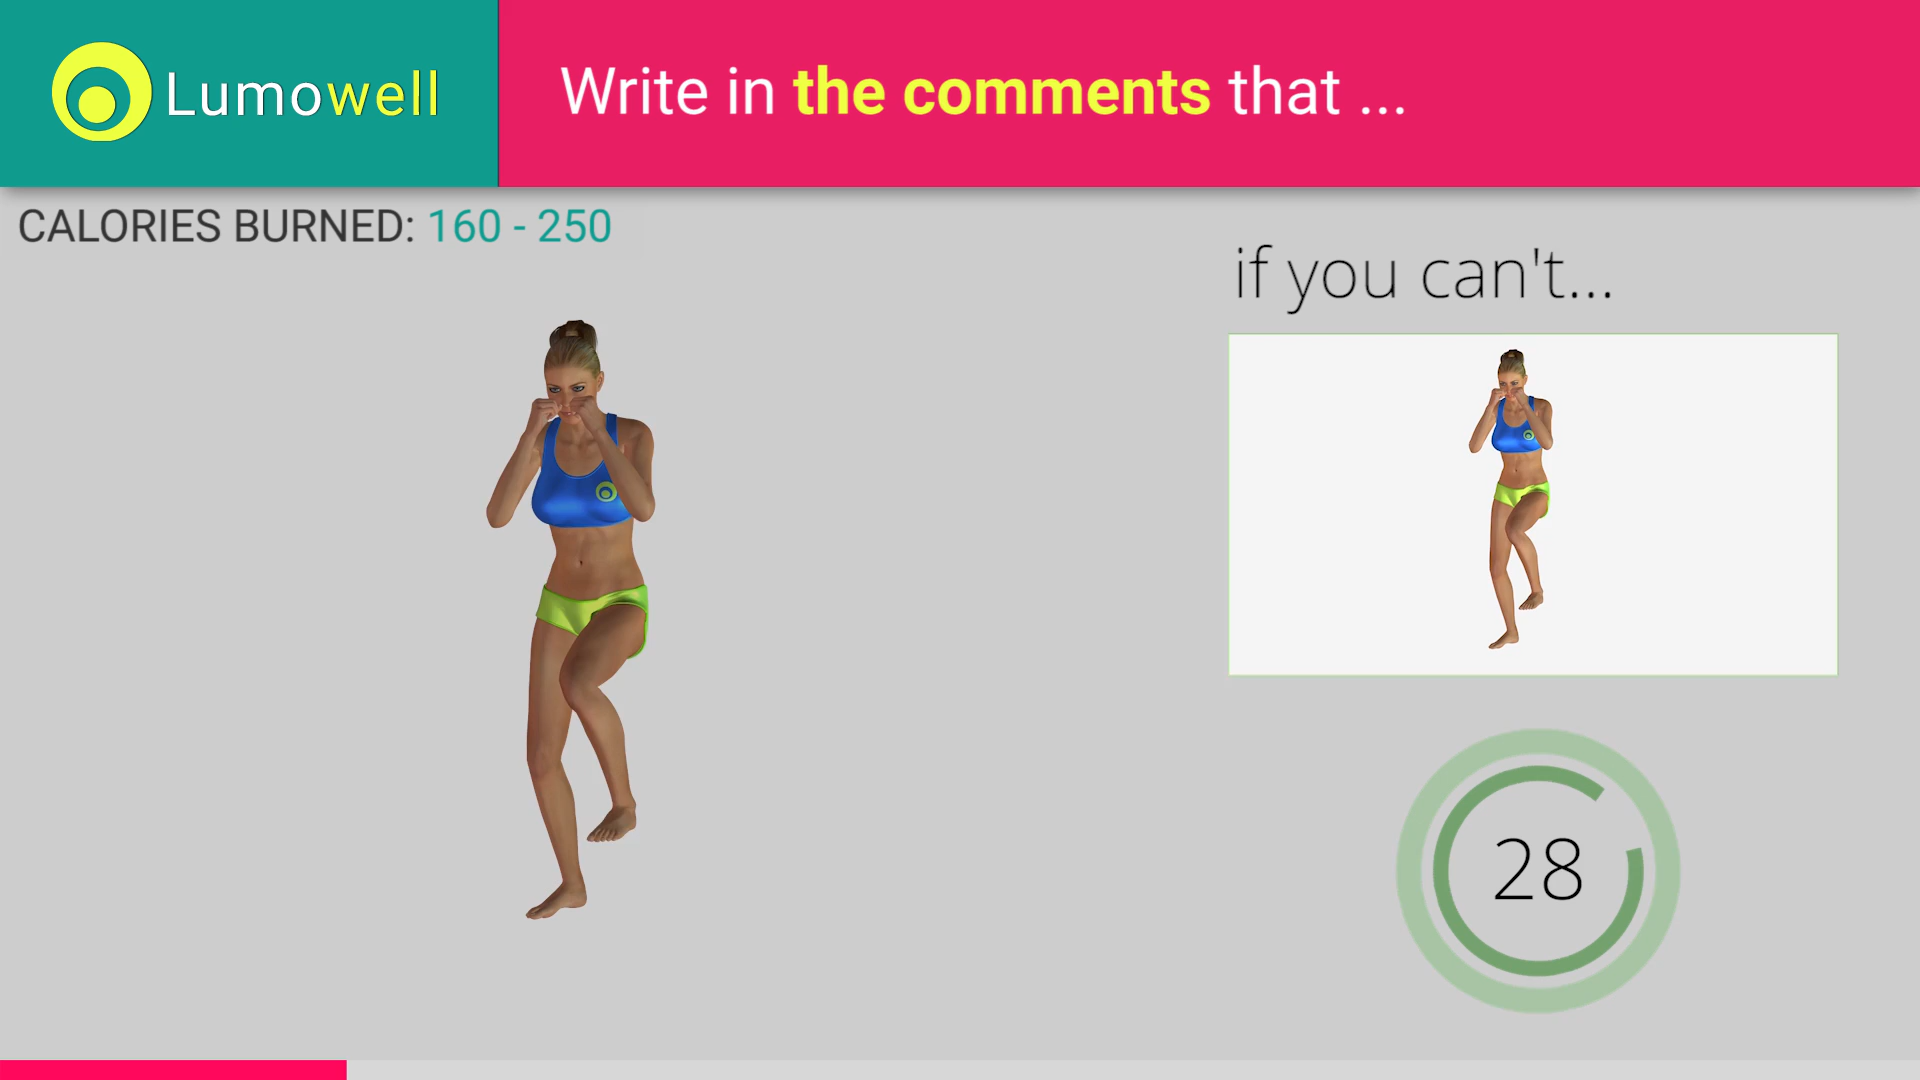 Lumowell
Write in the comments that ...
CALORIES BURNED: 160 - 250
if you can't...
28